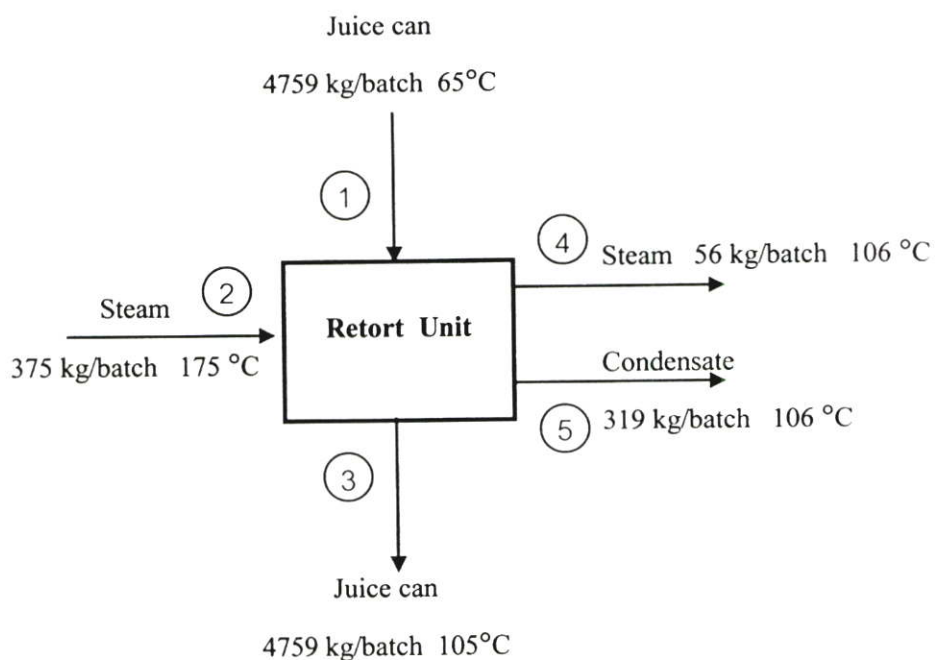 Juice can
4759 kg/batch 65°C
1
4
Steam 56 kg/batch 106 °C
2
Steam
Retort Unit
375 kg/batch 175 °C
Condensate
5
319 kg/batch 106 °C
3
Juice can
4759 kg/batch 105°C